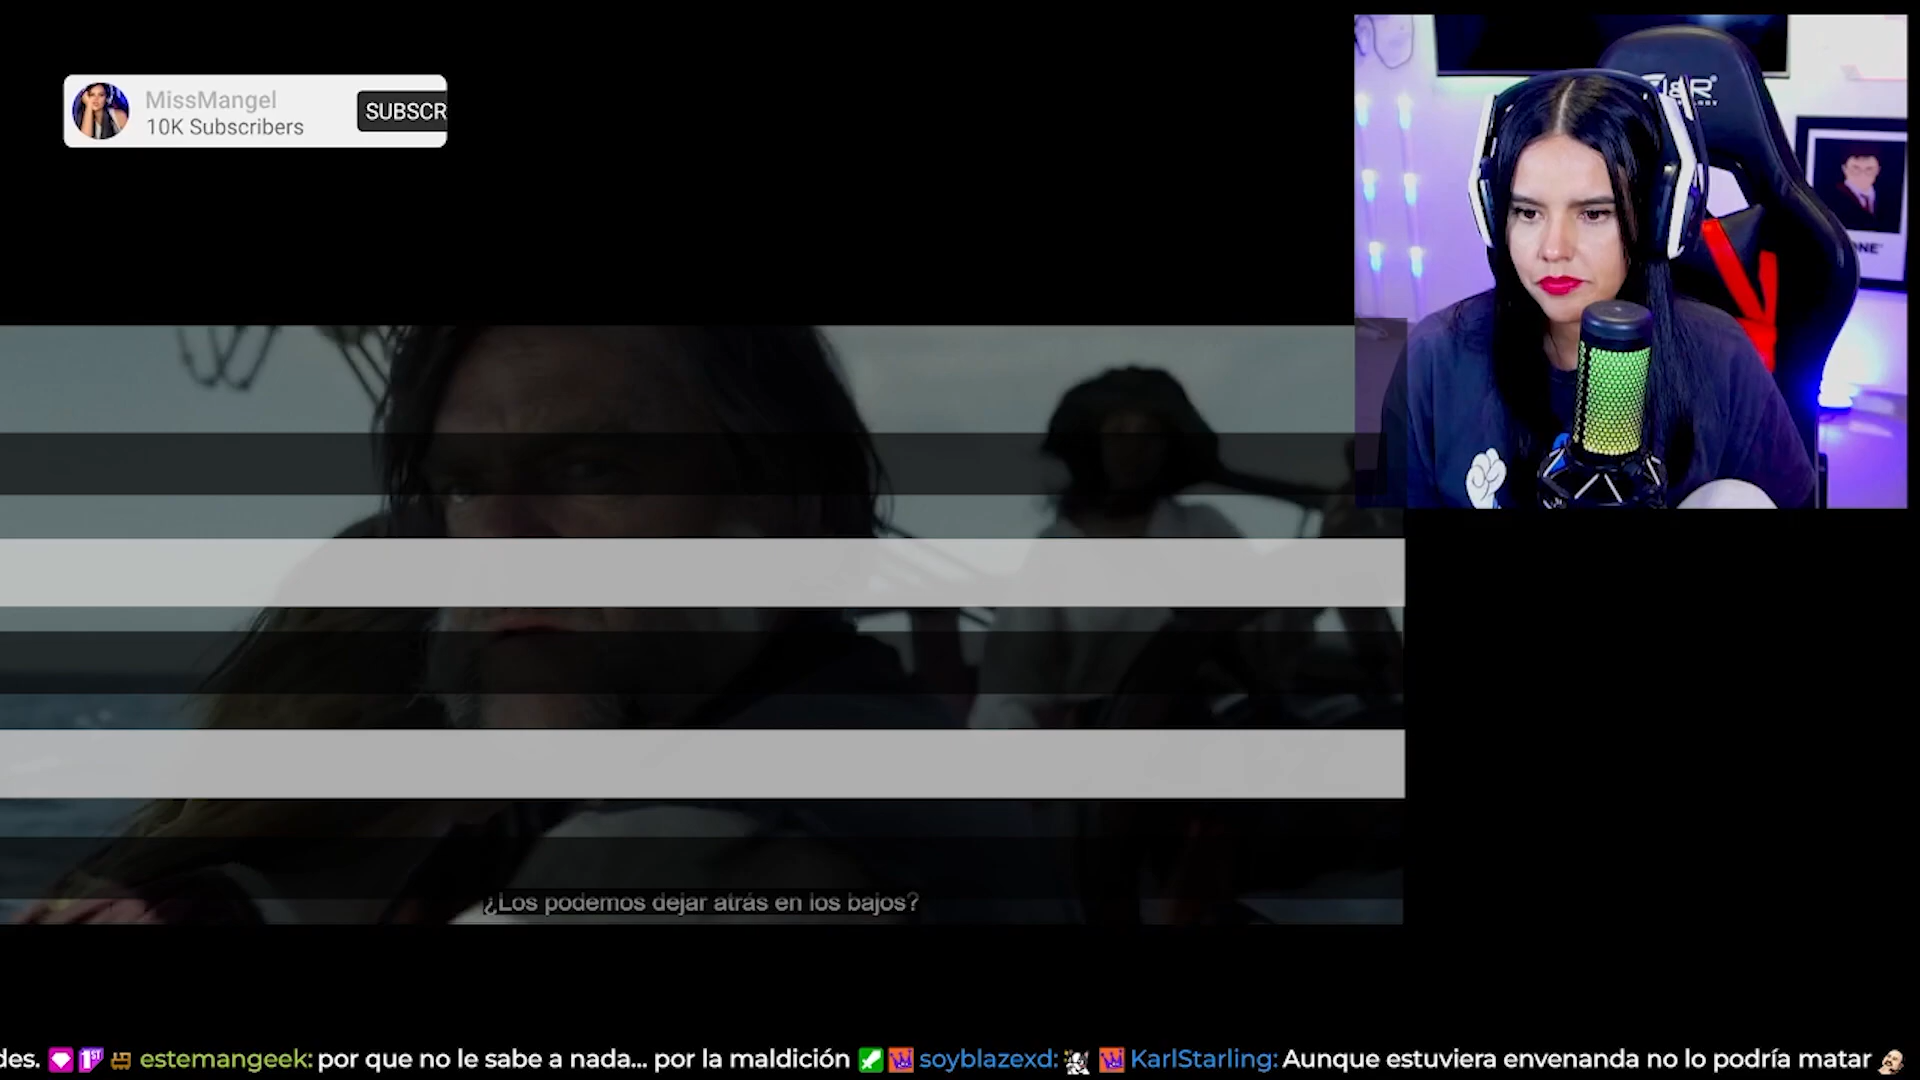 MissMangel
10K Subscribers
SUBSCR
¿Los podemos dejar atrás en los bajos?
des. 1ST estemangeek: por que no le sabe a nada... por la maldición soyblazexd: KarlStarling: Aunque estuviera envenanda no lo podría matar